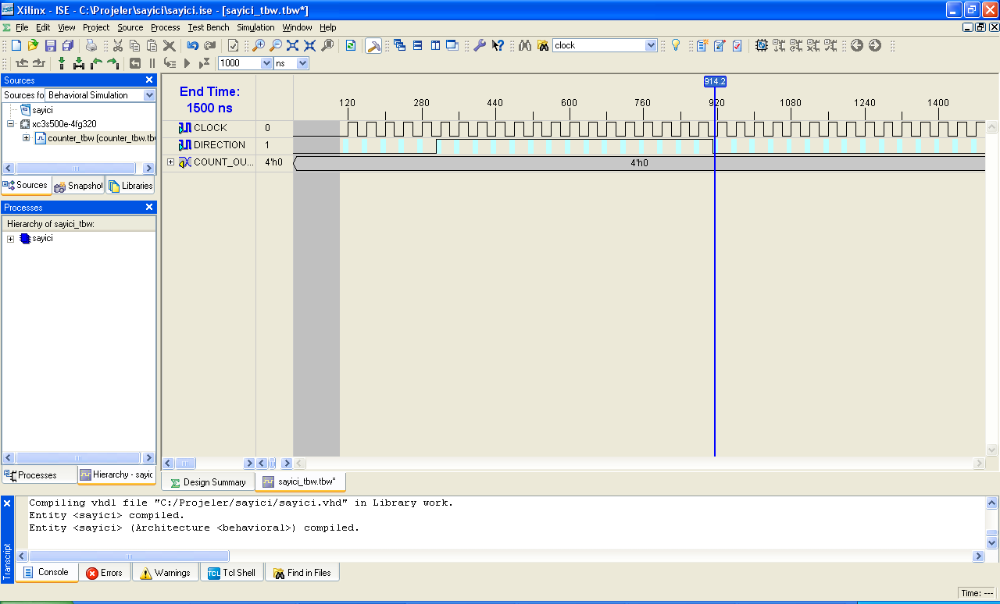 Xilinx - ISE - C:\Projeler\sayici\sayici.ise - [sayici_tbw.tbw*]
File Edit View Project Source Process Test Bench Simulation Window Help
clock
1000 ns
Sources
Sources fo Behavioral Simulation
sayici
xc3s500e-4fg320
counter_tbw (counter_tbw.tbw
Sources Snapshot Libraries
Processes
Hierarchy of sayici_tbw:
sayici
Processes Hierarchy - sayic
End Time:
1500 ns
914.2
120 280 440 600 760 920 1080 1240 1400
CLOCK 0
DIRECTION 1
COUNT_OU... 4'h0 4'h0
Design Summary sayici_tbw.tbw*
Compiling vhdl file "C:/Projeler/sayici/sayici.vhd" in Library work.
Entity <sayici> compiled.
Entity <sayici> (Architecture <behavioral>) compiled.
Transcript
Console Errors Warnings TCL Tcl Shell Find in Files
Time: ---